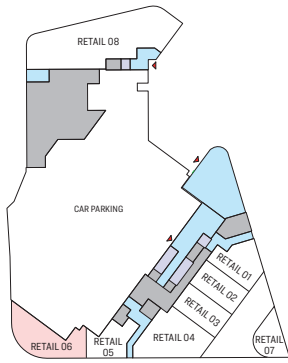 RETAIL 08
CAR PARKING
RETAIL 01
RETAIL 02
RETAIL 03
RETAIL 04
RETAIL
05
RETAIL 06
RETAIL
07